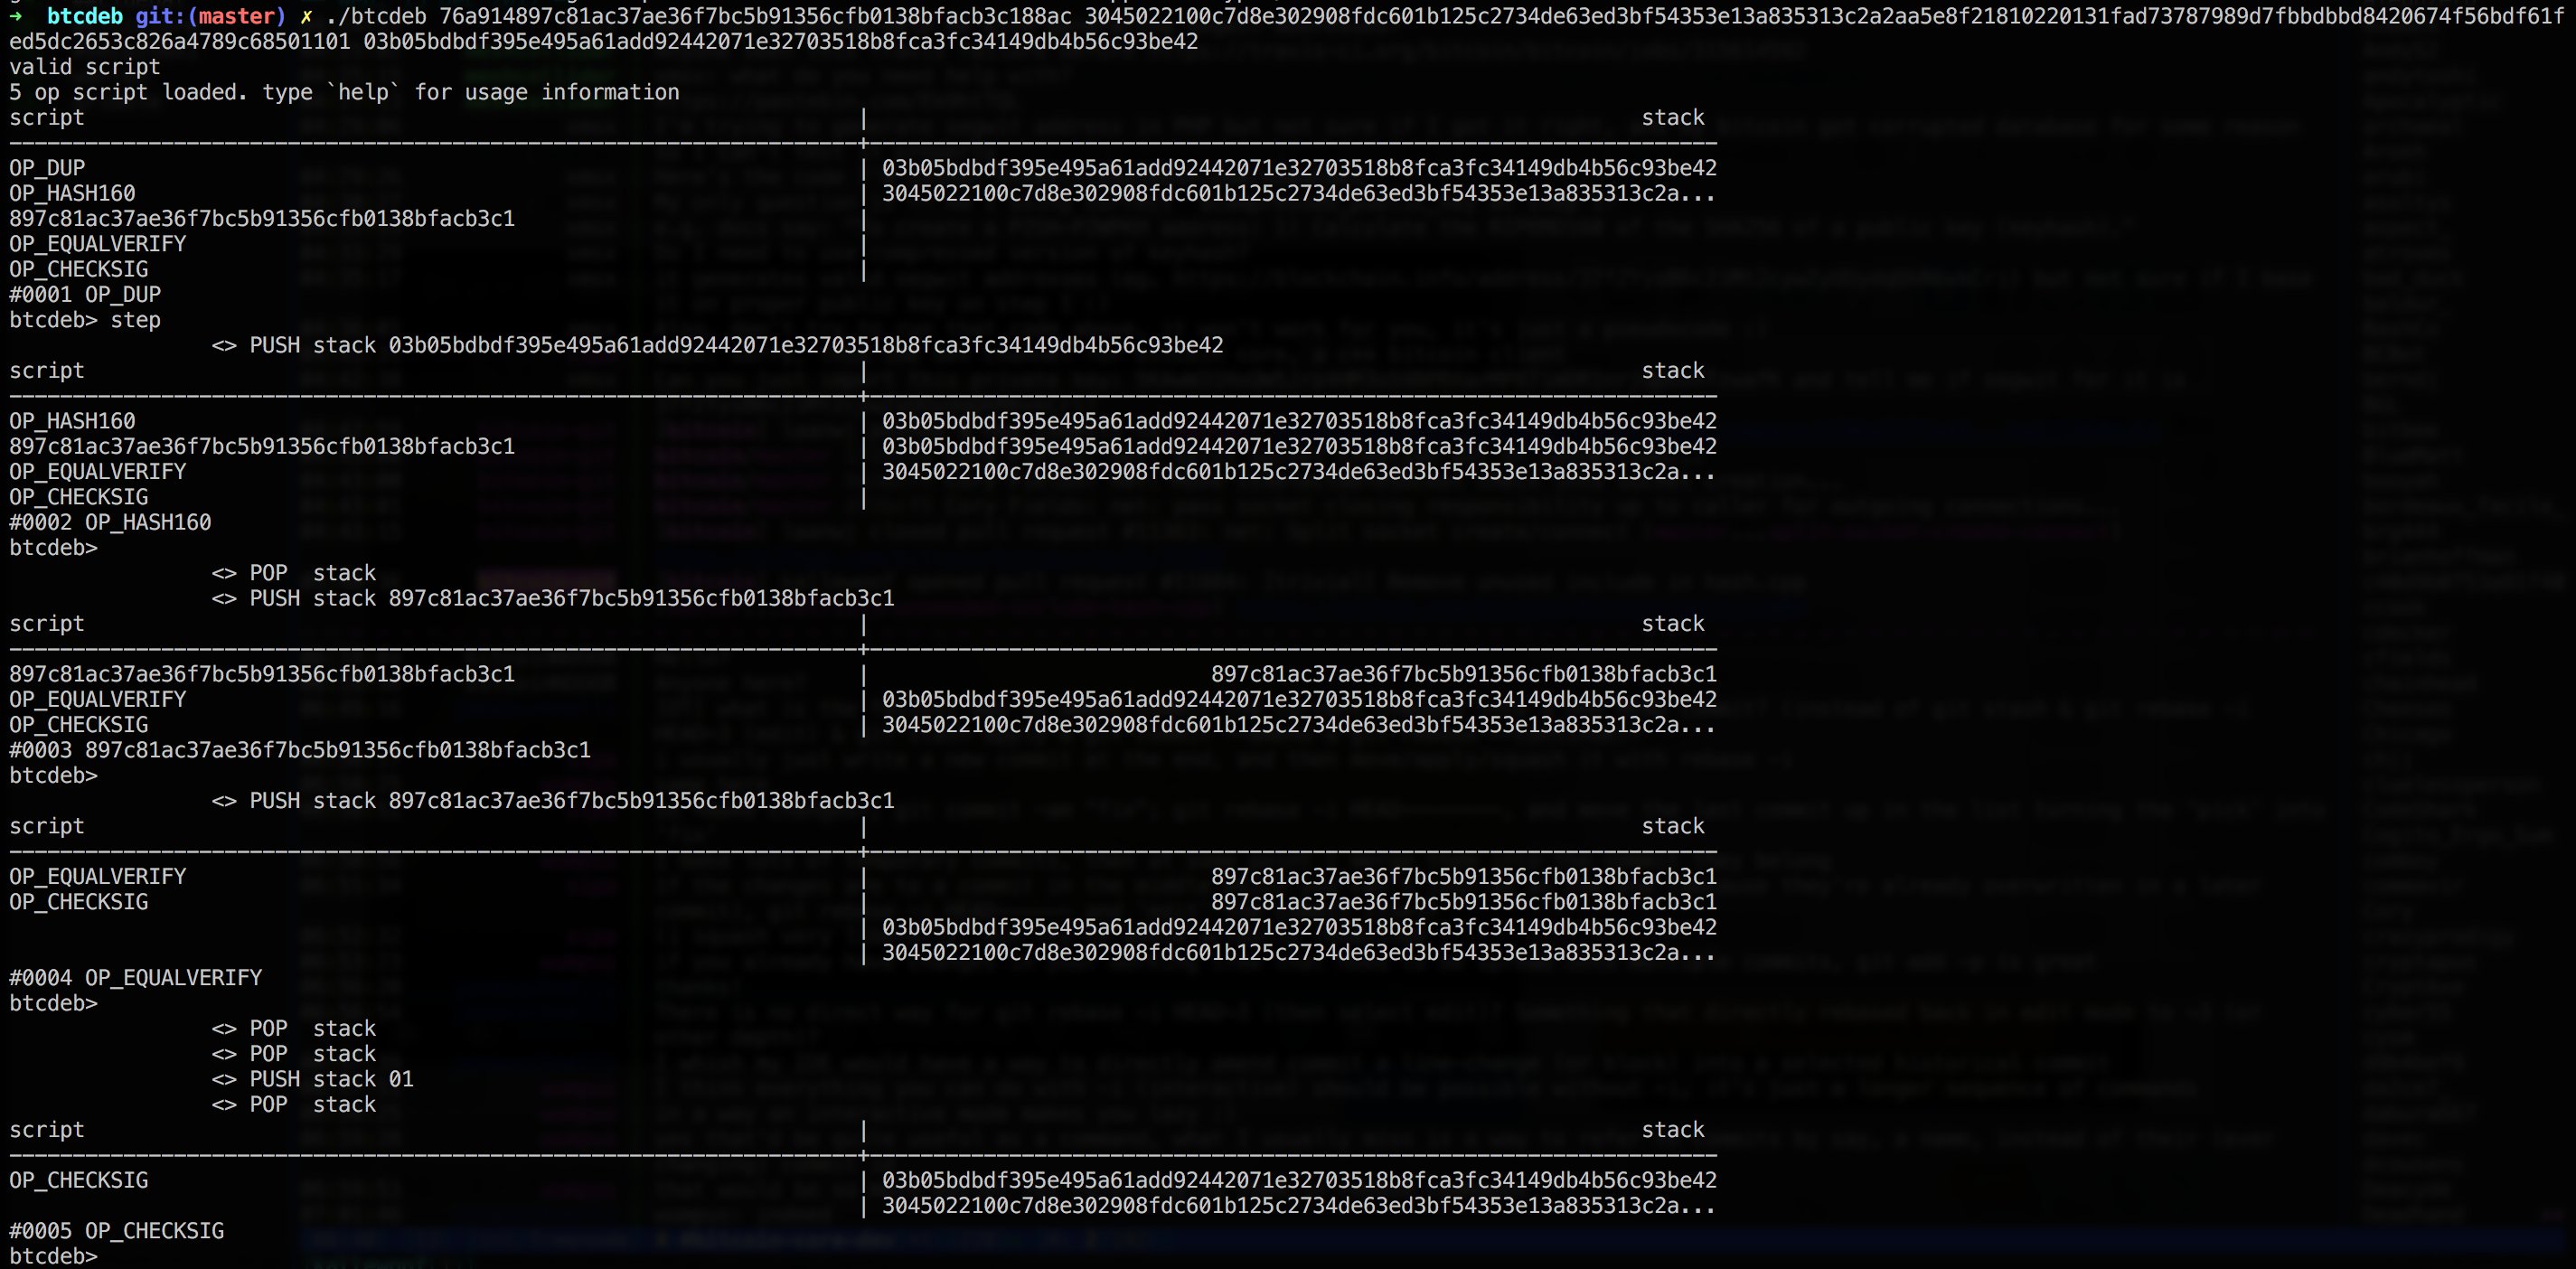 ➜  btcdeb git:(master) ✗ ./btcdeb 76a914897c81ac37ae36f7bc5b91356cfb0138bfacb3c188ac 3045022100c7d8e302908fdc601b125c2734de63ed3bf54353e13a835313c2a2aa5e8f21810220131fad73787989d7fbbdbbd8420674f56bdf61f
ed5dc2653c826a4789c68501101 03b05bdbdf395e495a61add92442071e32703518b8fca3fc34149db4b56c93be42
valid script
5 op script loaded. type `help` for usage information
script | stack
OP_DUP | 03b05bdbdf395e495a61add92442071e32703518b8fca3fc34149db4b56c93be42
OP_HASH160 | 3045022100c7d8e302908fdc601b125c2734de63ed3bf54353e13a835313c2a...
897c81ac37ae36f7bc5b91356cfb0138bfacb3c1 |
OP_EQUALVERIFY |
OP_CHECKSIG |
#0001 OP_DUP
btcdeb> step
<> PUSH stack 03b05bdbdf395e495a61add92442071e32703518b8fca3fc34149db4b56c93be42
script | stack
OP_HASH160 | 03b05bdbdf395e495a61add92442071e32703518b8fca3fc34149db4b56c93be42
897c81ac37ae36f7bc5b91356cfb0138bfacb3c1 | 03b05bdbdf395e495a61add92442071e32703518b8fca3fc34149db4b56c93be42
OP_EQUALVERIFY | 3045022100c7d8e302908fdc601b125c2734de63ed3bf54353e13a835313c2a...
OP_CHECKSIG |
#0002 OP_HASH160
btcdeb>
<> POP  stack
<> PUSH stack 897c81ac37ae36f7bc5b91356cfb0138bfacb3c1
script | stack
897c81ac37ae36f7bc5b91356cfb0138bfacb3c1 | 897c81ac37ae36f7bc5b91356cfb0138bfacb3c1
OP_EQUALVERIFY | 03b05bdbdf395e495a61add92442071e32703518b8fca3fc34149db4b56c93be42
OP_CHECKSIG | 3045022100c7d8e302908fdc601b125c2734de63ed3bf54353e13a835313c2a...
#0003 897c81ac37ae36f7bc5b91356cfb0138bfacb3c1
btcdeb>
<> PUSH stack 897c81ac37ae36f7bc5b91356cfb0138bfacb3c1
script | stack
OP_EQUALVERIFY | 897c81ac37ae36f7bc5b91356cfb0138bfacb3c1
OP_CHECKSIG | 897c81ac37ae36f7bc5b91356cfb0138bfacb3c1
| 03b05bdbdf395e495a61add92442071e32703518b8fca3fc34149db4b56c93be42
| 3045022100c7d8e302908fdc601b125c2734de63ed3bf54353e13a835313c2a...
#0004 OP_EQUALVERIFY
btcdeb>
<> POP  stack
<> POP  stack
<> PUSH stack 01
<> POP  stack
script | stack
OP_CHECKSIG | 03b05bdbdf395e495a61add92442071e32703518b8fca3fc34149db4b56c93be42
| 3045022100c7d8e302908fdc601b125c2734de63ed3bf54353e13a835313c2a...
#0005 OP_CHECKSIG
btcdeb>